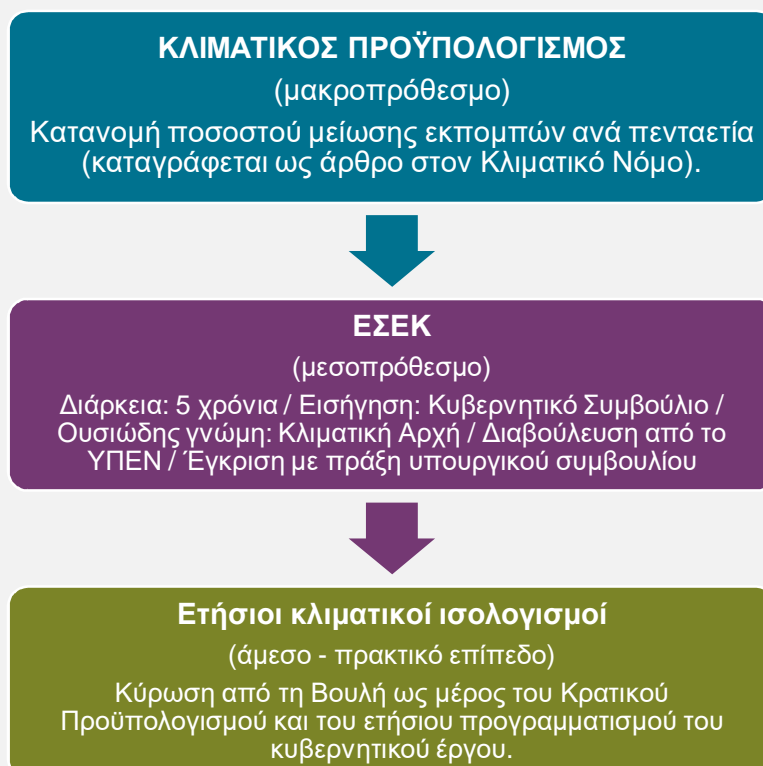 ΚΛΙΜΑΤΙΚΟΣ ΠΡΟΫΠΟΛΟΓΙΣΜΟΣ
(μακροπρόθεσμο)
Κατανομή ποσοστού μείωσης εκπομπών ανά πενταετία
(καταγράφεται ως άρθρο στον Κλιματικό Νόμο).
ΕΣΕΚ
(μεσοπρόθεσμο)
Διάρκεια: 5 χρόνια / Εισήγηση: Κυβερνητικό Συμβούλιο /
Ουσιώδης γνώμη: Κλιματική Αρχή / Διαβούλευση από το
ΥΠΕΝ / Έγκριση με πράξη υπουργικού συμβουλίου
Ετήσιοι κλιματικοί ισολογισμοί
(άμεσο - πρακτικό επίπεδο)
Κύρωση από τη Βουλή ως μέρος του Κρατικού
Προϋπολογισμού και του ετήσιου προγραμματισμού του
κυβερνητικού έργου.